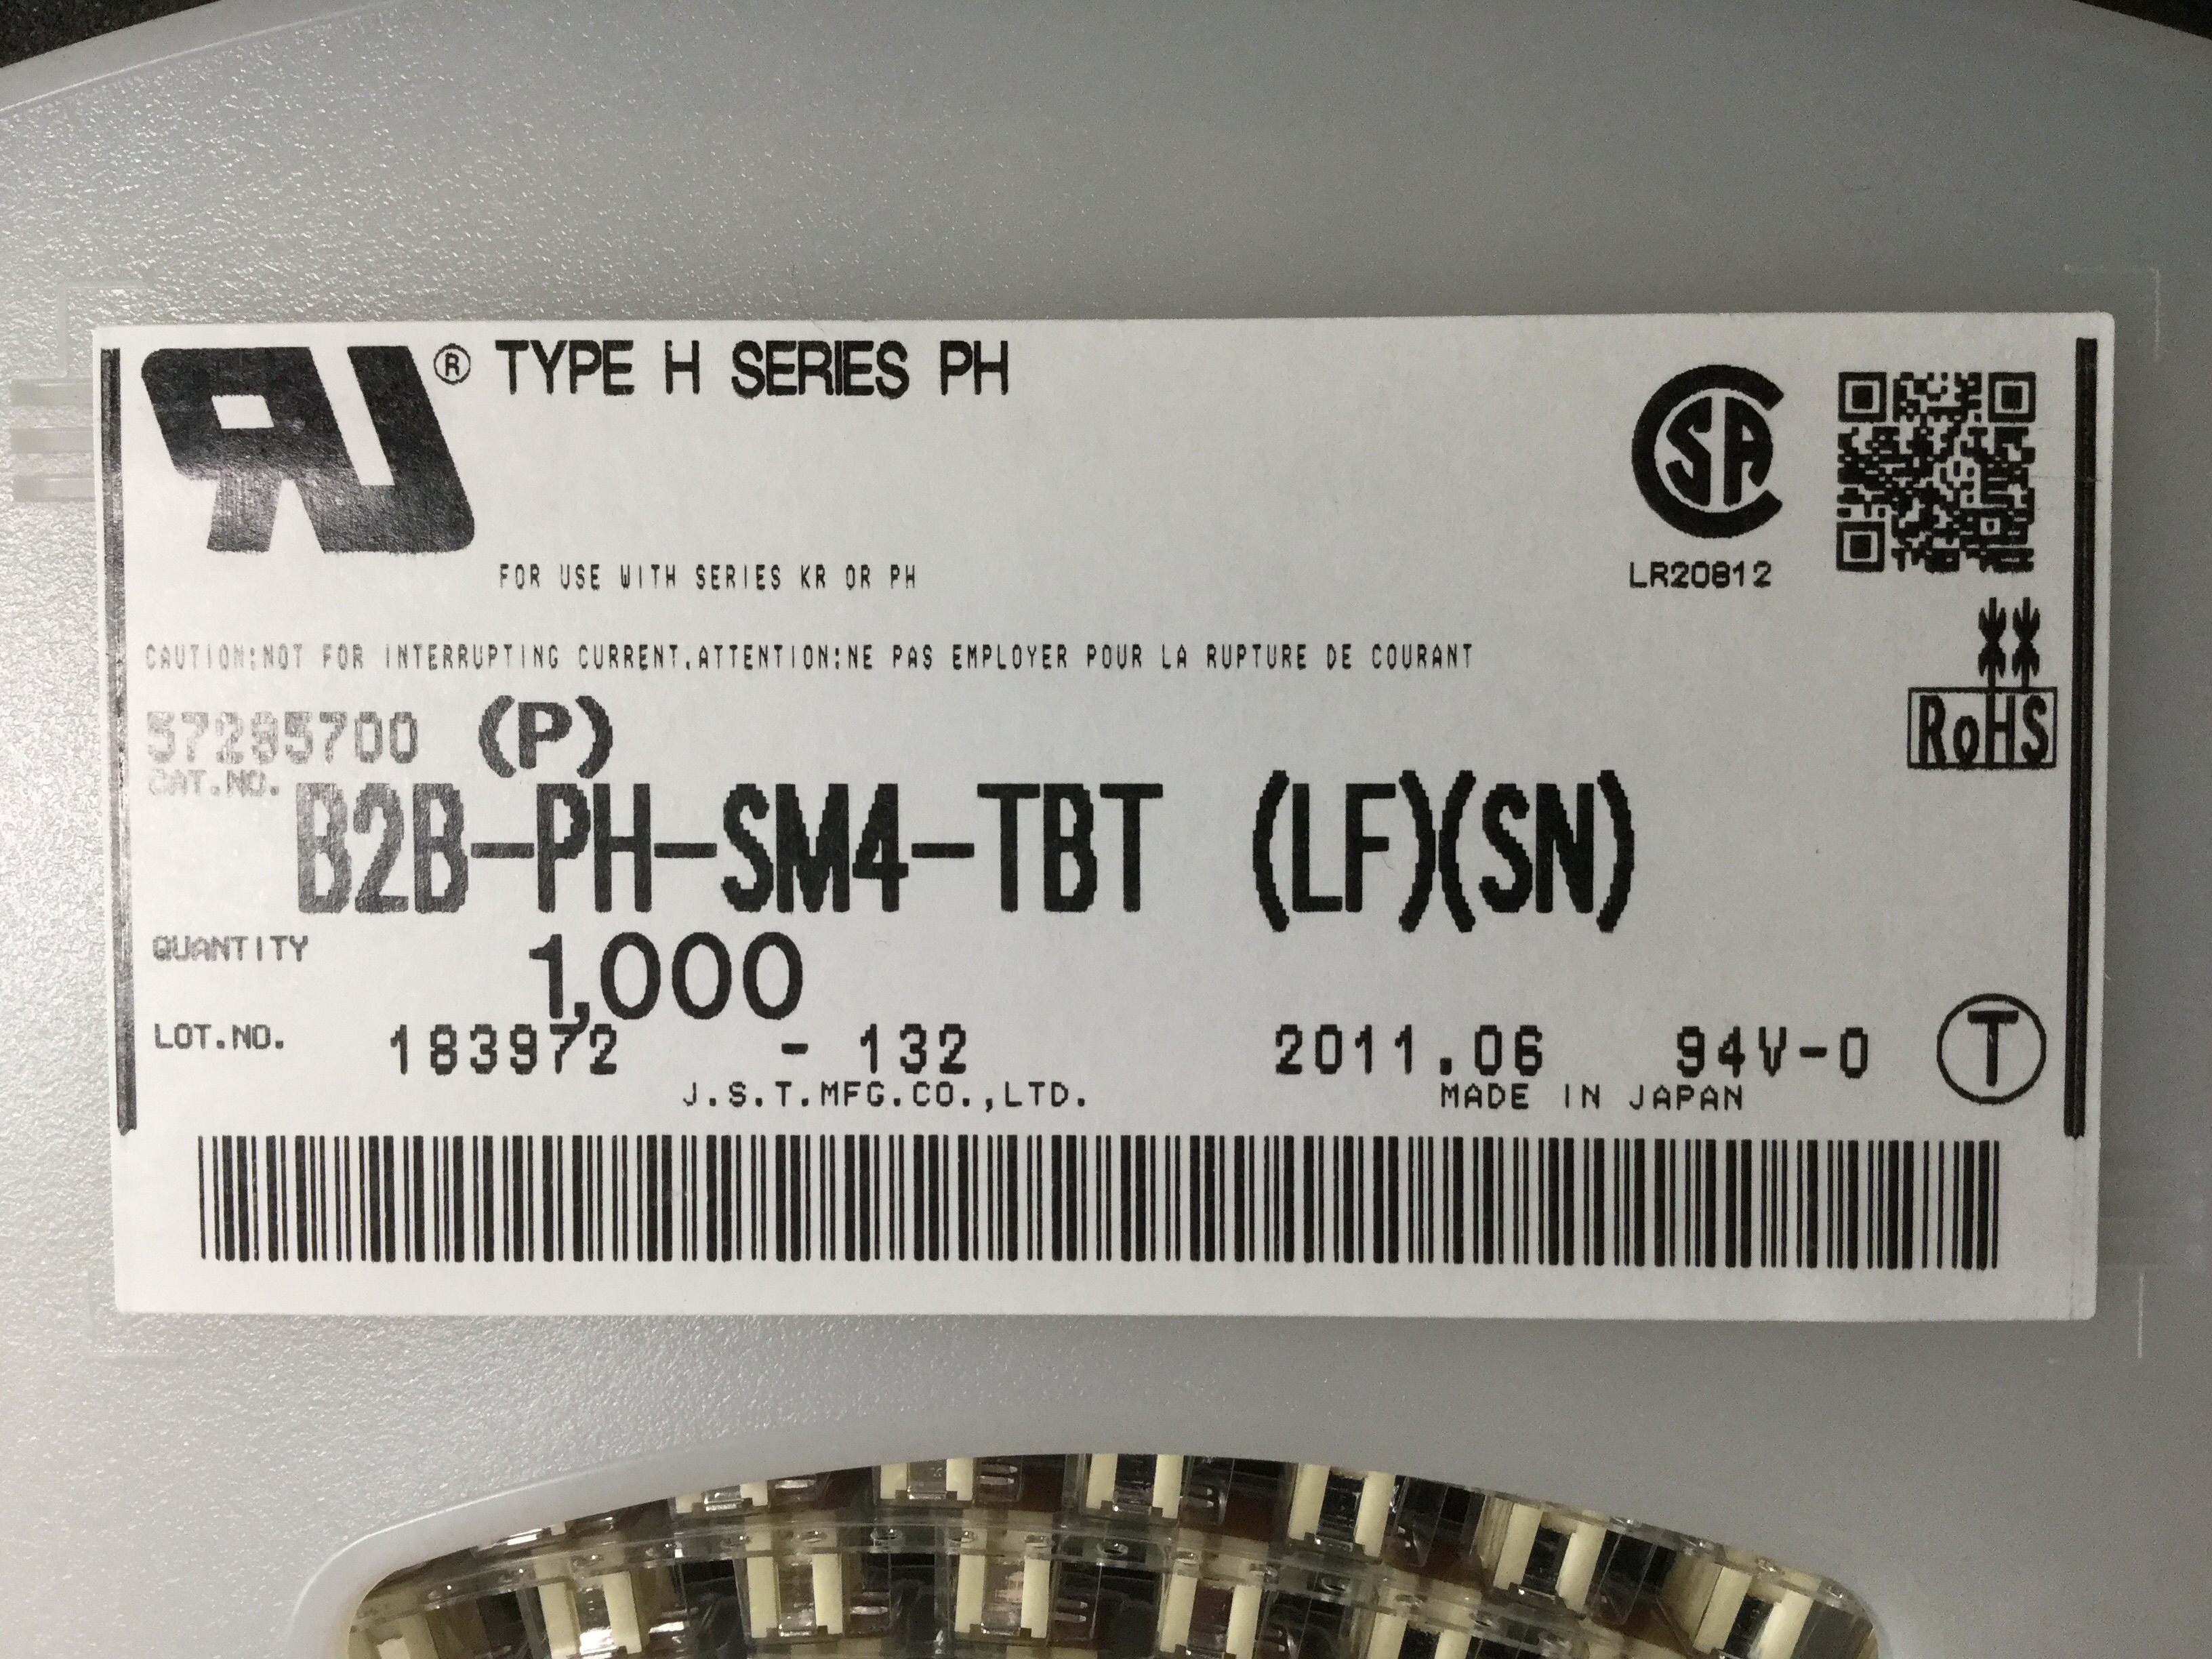 ® TYPE H SERIES PH
FOR USE WITH SERIES KR OR PH
LR20812
CAUTION:NOT FOR INTERRUPTING CURRENT.ATTENTION:NE PAS EMPLOYER POUR LA RUPTURE DE COURANT
57285700 (P)
RoHS
CAT.NO. B2B-PH-SM4-TBT (LF)(SN)
QUANTITY 1,000
LOT.NO. 183972 - 132 2011.06 94V-0 T
J.S.T.MFG.CO.,LTD. MADE IN JAPAN